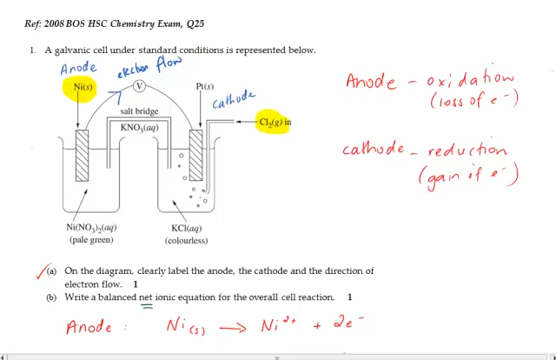 Ref: 2008 BOS HSC Chemistry Exam, Q25
1. A galvanic cell under standard conditions is represented below.
Anode
electron flow
Ni(s)
V
Pt(s)
cathode
salt bridge
KNO₃(aq)
Cl₂(g) in
Ni(NO₃)₂(aq)
(pale green)
KCl(aq)
(colourless)
Anode - oxidation
(loss of e⁻)
cathode - reduction
(gain if e⁻)
(a) On the diagram, clearly label the anode, the cathode and the direction of
electron flow. 1
(b) Write a balanced net ionic equation for the overall cell reaction. 1
Anode : Ni(s) → Ni²⁺ + 2e⁻